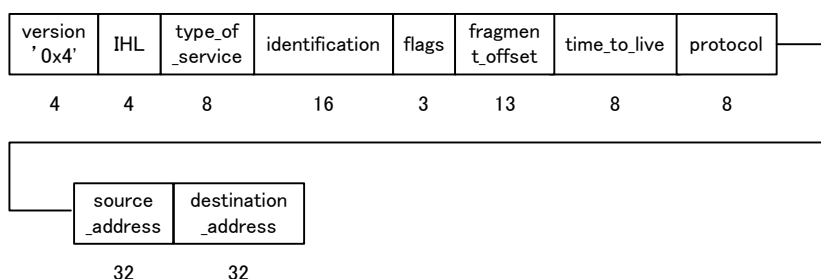 version
'0x4'
IHL
type_of
_service
identification
flags
fragmen
t_offset
time_to_live
protocol
4
4
8
16
3
13
8
8
source
_address
destination
_address
32
32